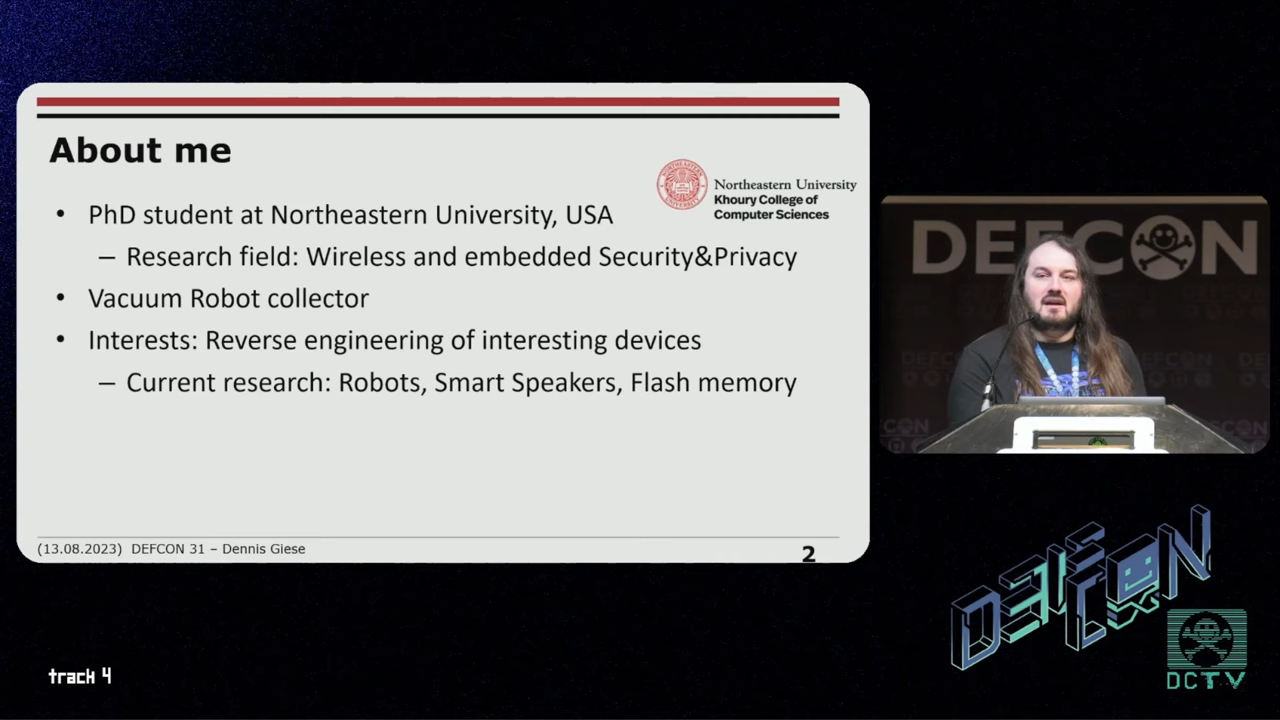 About me
Northeastern University
Khoury College of
Computer Sciences
• PhD student at Northeastern University, USA
– Research field: Wireless and embedded Security&Privacy
• Vacuum Robot collector
• Interests: Reverse engineering of interesting devices
– Current research: Robots, Smart Speakers, Flash memory
(13.08.2023) DEFCON 31 – Dennis Giese
2
DEFCON
DEFCON
DCTV
track 4